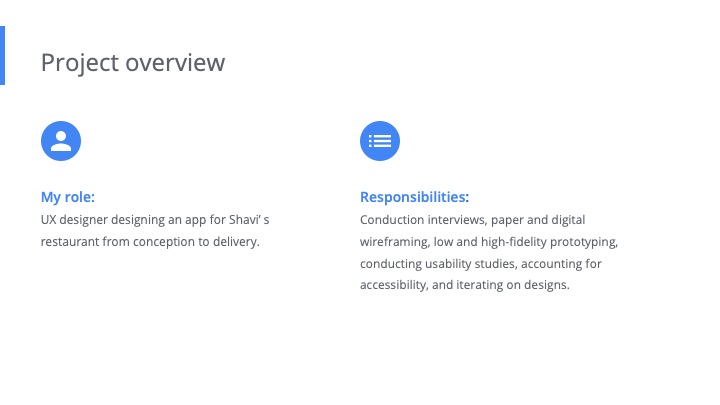 Project overview
My role:
UX designer designing an app for Shavi’ s
restaurant from conception to delivery.
Responsibilities:
Conduction interviews, paper and digital
wireframing, low and high-fidelity prototyping,
conducting usability studies, accounting for
accessibility, and iterating on designs.